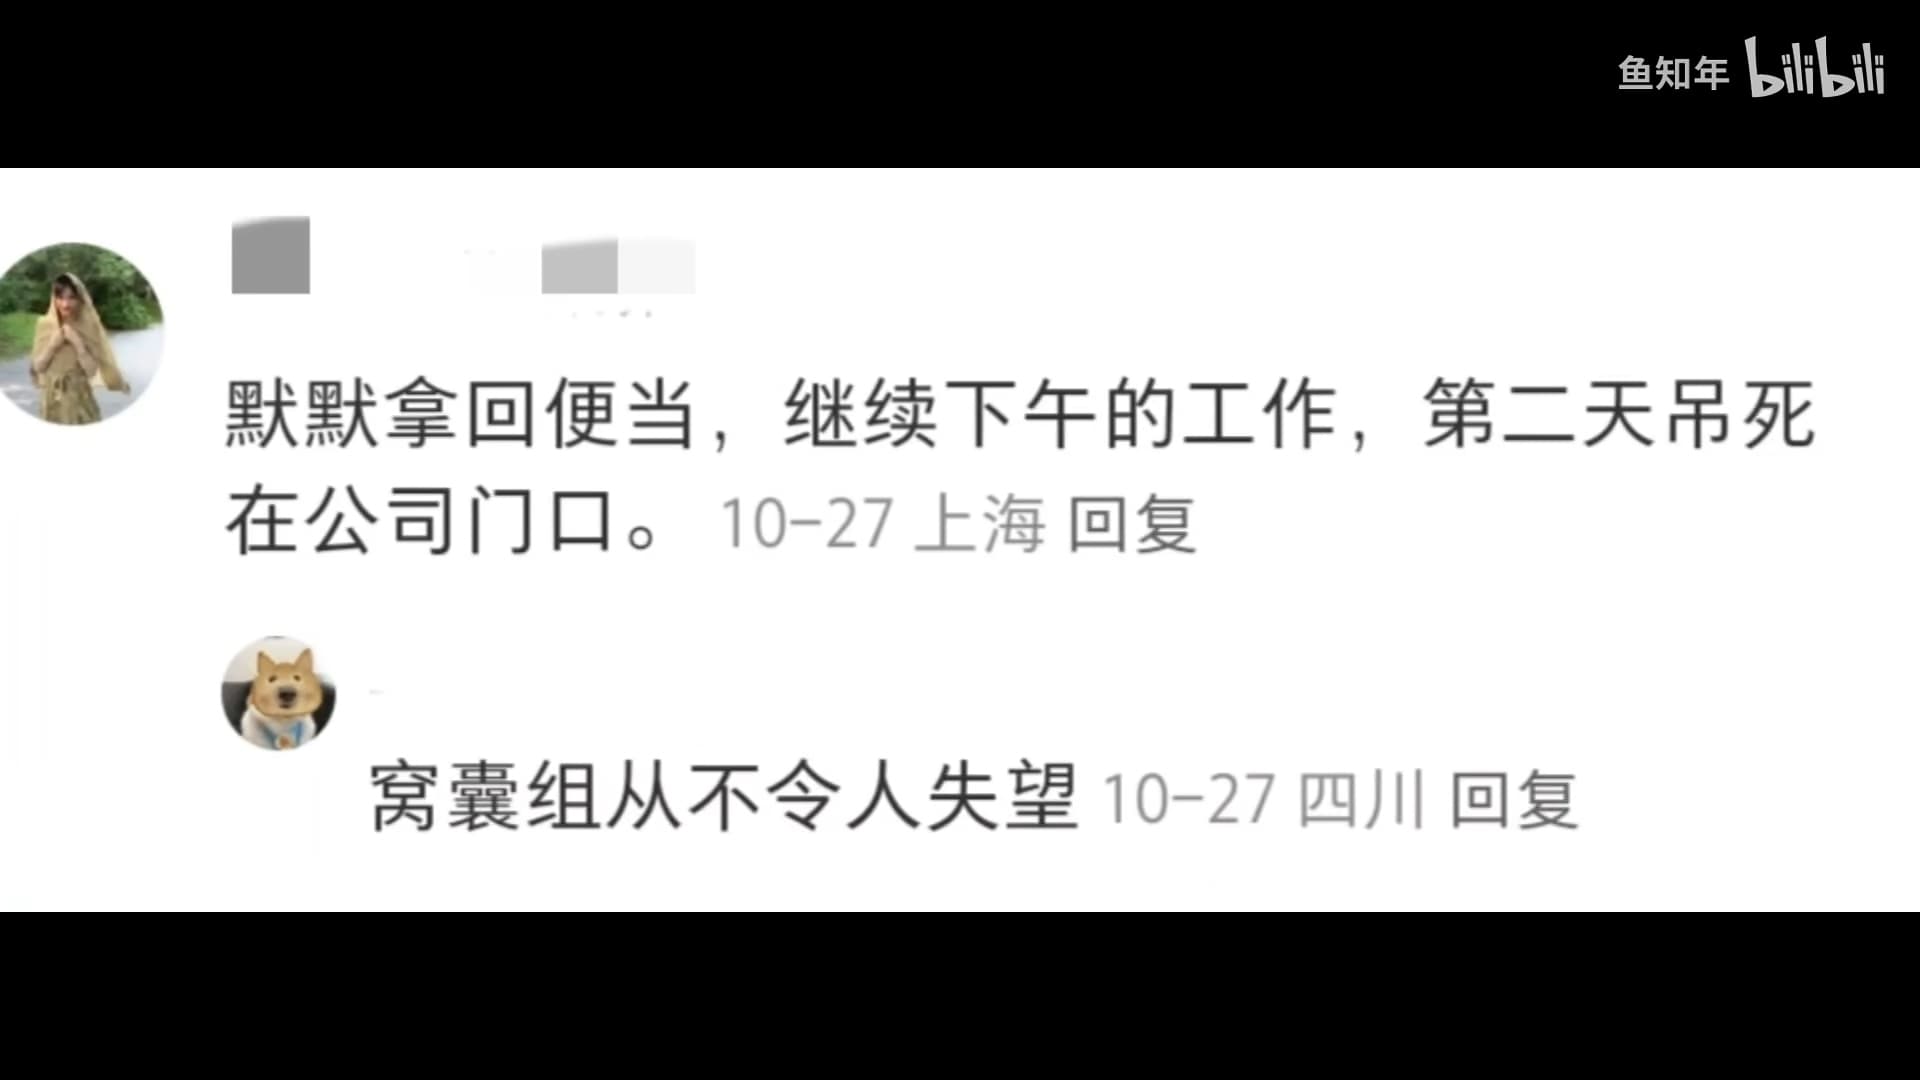 鱼知年 bilibili
默默拿回便当，继续下午的工作，第二天吊死
在公司门口。 10-27 上海 回复
窝囊组从不令人失望 10-27 四川 回复